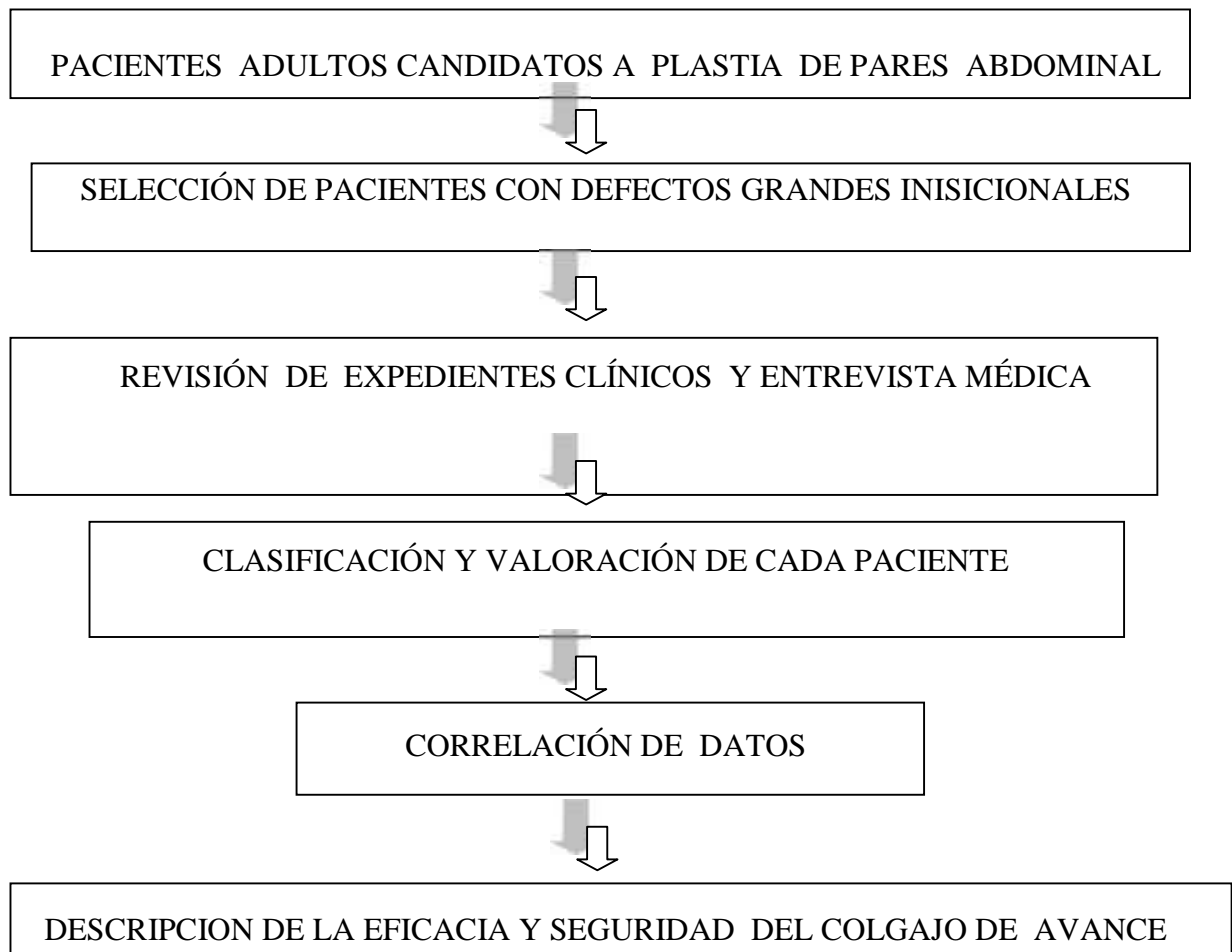 PACIENTES ADULTOS CANDIDATOS A PLASTIA DE PARES ABDOMINAL
SELECCIÓN DE PACIENTES CON DEFECTOS GRANDES INISICIONALES
REVISIÓN DE EXPEDIENTES CLÍNICOS Y ENTREVISTA MÉDICA
CLASIFICACIÓN Y VALORACIÓN DE CADA PACIENTE
CORRELACIÓN DE DATOS
DESCRIPCION DE LA EFICACIA Y SEGURIDAD DEL COLGAJO DE AVANCE